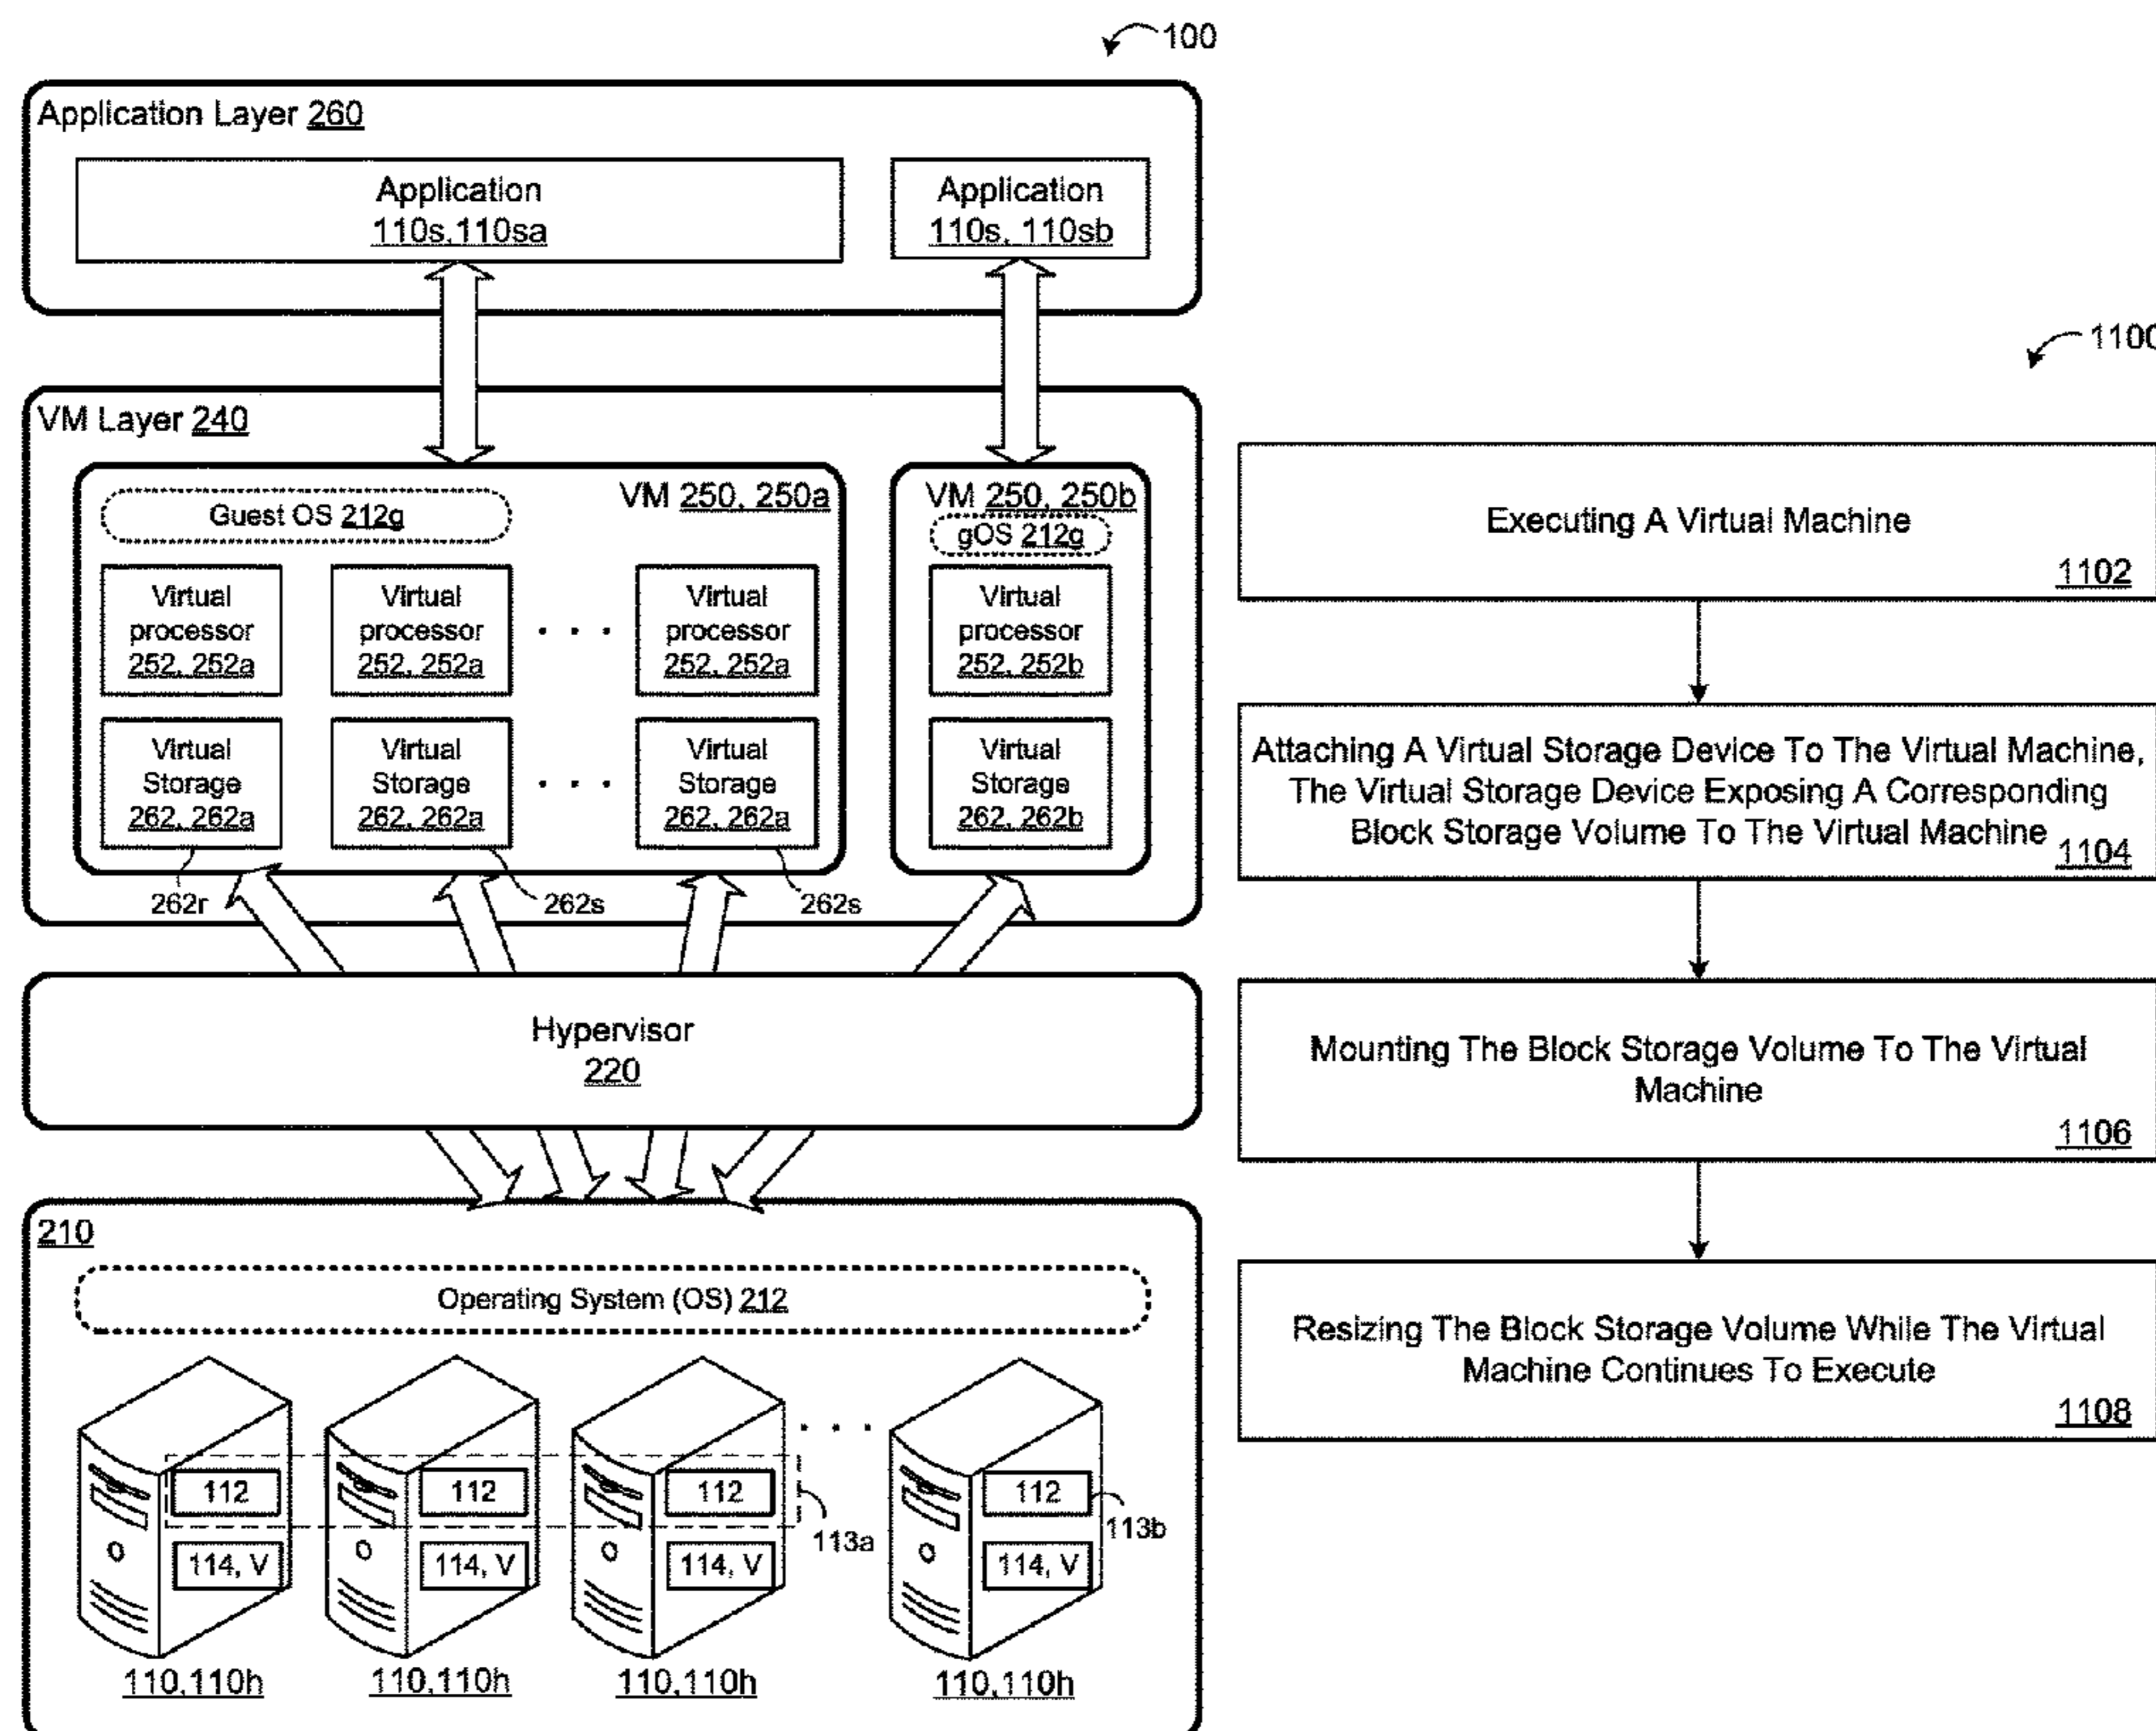 100
Application Layer 260
Application
110s,110sa
Application
110s, 110sb
VM Layer 240
Guest OS 212g
VM 250, 250a
Virtual
processor
252, 252a
Virtual
processor
252, 252a
. . .
Virtual
processor
252, 252a
Virtual
Storage
262, 262a
Virtual
Storage
262, 262a
. . .
Virtual
Storage
262, 262a
262r
262s
262s
VM 250, 250b
gOS 212g
Virtual
processor
252, 252b
Virtual
Storage
262, 262b
Hypervisor
220
210
Operating System (OS) 212
112
114, V
110,110h
112
114, V
110,110h
112
114, V
110,110h
113a
. . .
112
114, V
110,110h
113b
1100
Executing A Virtual Machine
1102
Attaching A Virtual Storage Device To The Virtual Machine,
The Virtual Storage Device Exposing A Corresponding
Block Storage Volume To The Virtual Machine
1104
Mounting The Block Storage Volume To The Virtual
Machine
1106
Resizing The Block Storage Volume While The Virtual
Machine Continues To Execute
1108